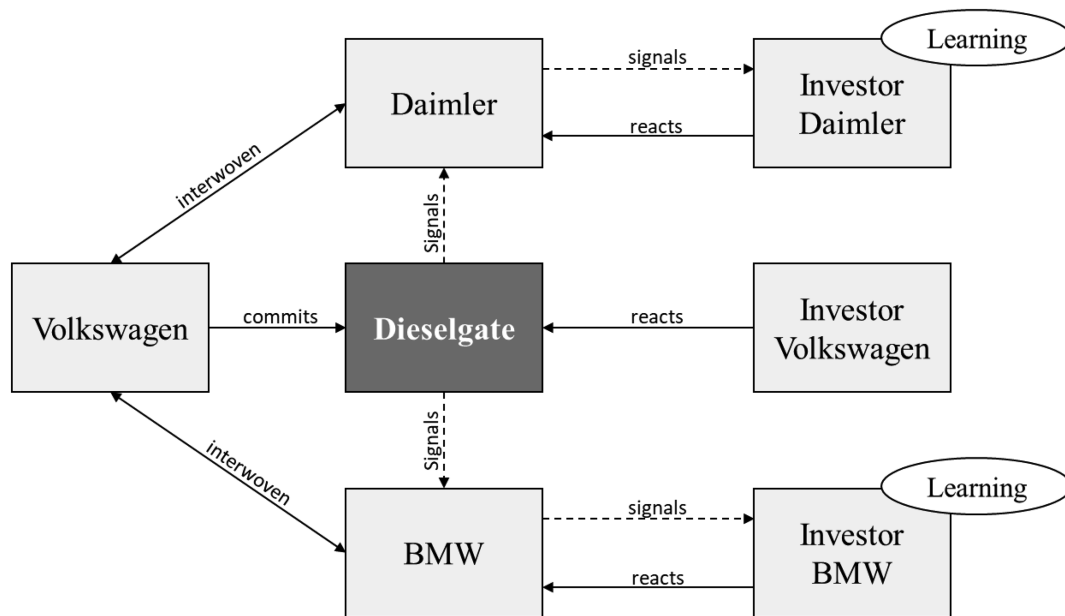 Learning
signals
Daimler
Investor
Daimler
reacts
interwoven
Signals
Volkswagen
commits
Dieselgate
reacts
Investor
Volkswagen
Signals
interwoven
Learning
signals
BMW
Investor
BMW
reacts